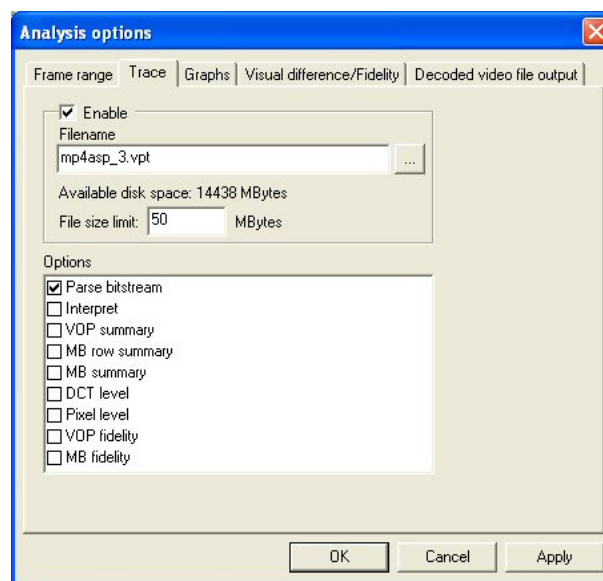 Analysis options
Frame range Trace Graphs Visual difference/Fidelity Decoded video file output
Enable
Filename
mp4asp_3.vpt ...
Available disk space: 14438 MBytes
File size limit: 50 MBytes
Options
Parse bitstream
Interpret
VOP summary
MB row summary
MB summary
DCT level
Pixel level
VOP fidelity
MB fidelity
OK Cancel Apply